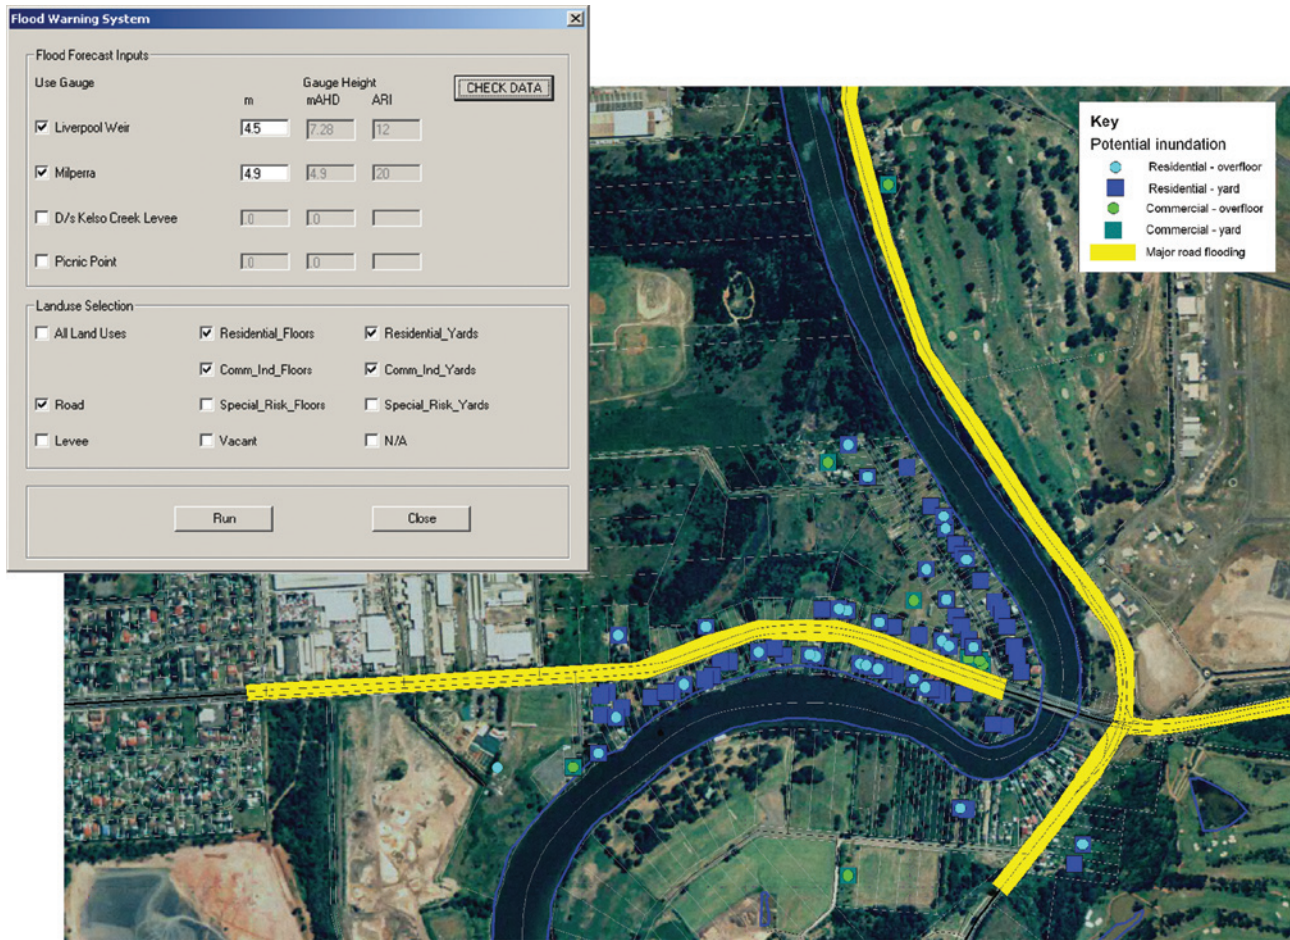 Flood Warning System
Flood Forecast Inputs
Use Gauge
Gauge Height
m mAHD ARI
CHECK DATA
Liverpool Weir 4.5 7.28 12
Milperra 4.9 4.9 20
D/s Kelso Creek Levee .0 .0
Picnic Point .0 .0
Landuse Selection
All Land Uses Residential_Floors Residential_Yards
Comm_Ind_Floors Comm_Ind_Yards
Road Special_Risk_Floors Special_Risk_Yards
Levee Vacant N/A
Run Close
Key
Potential inundation
Residential - overfloor
Residential - yard
Commercial - overfloor
Commercial - yard
Major road flooding